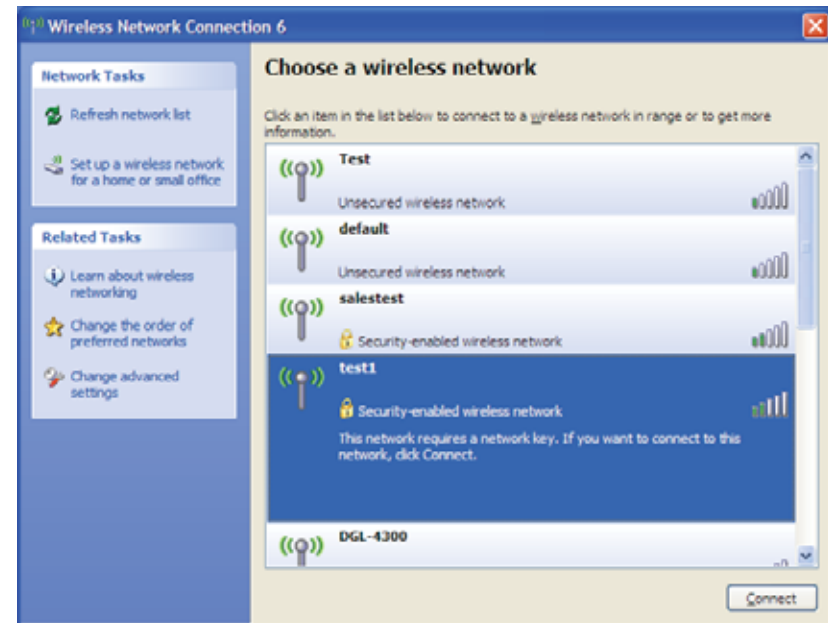 Wireless Network Connection 6
Network Tasks
Refresh network list
Set up a wireless network
for a home or small office
Related Tasks
Learn about wireless
networking
Change the order of
preferred networks
Change advanced
settings
Choose a wireless network
Click an item in the list below to connect to a wireless network in range or to get more
information.
Test
Unsecured wireless network
default
Unsecured wireless network
salestest
Security-enabled wireless network
test1
Security-enabled wireless network
This network requires a network key. If you want to connect to this
network, click Connect.
DGL-4300
Connect